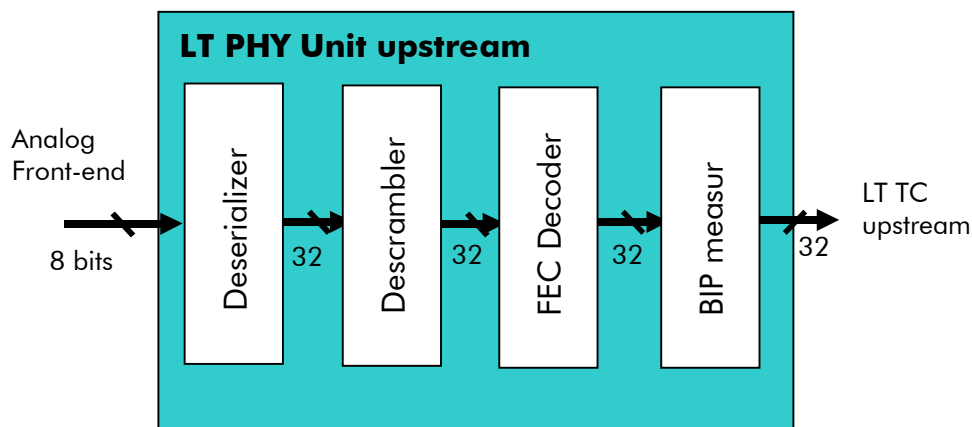 LT PHY Unit upstream
Analog
Front-end
8 bits
Deserializer
32
Descrambler
32
FEC Decoder
32
BIP measur
32
LT TC
upstream